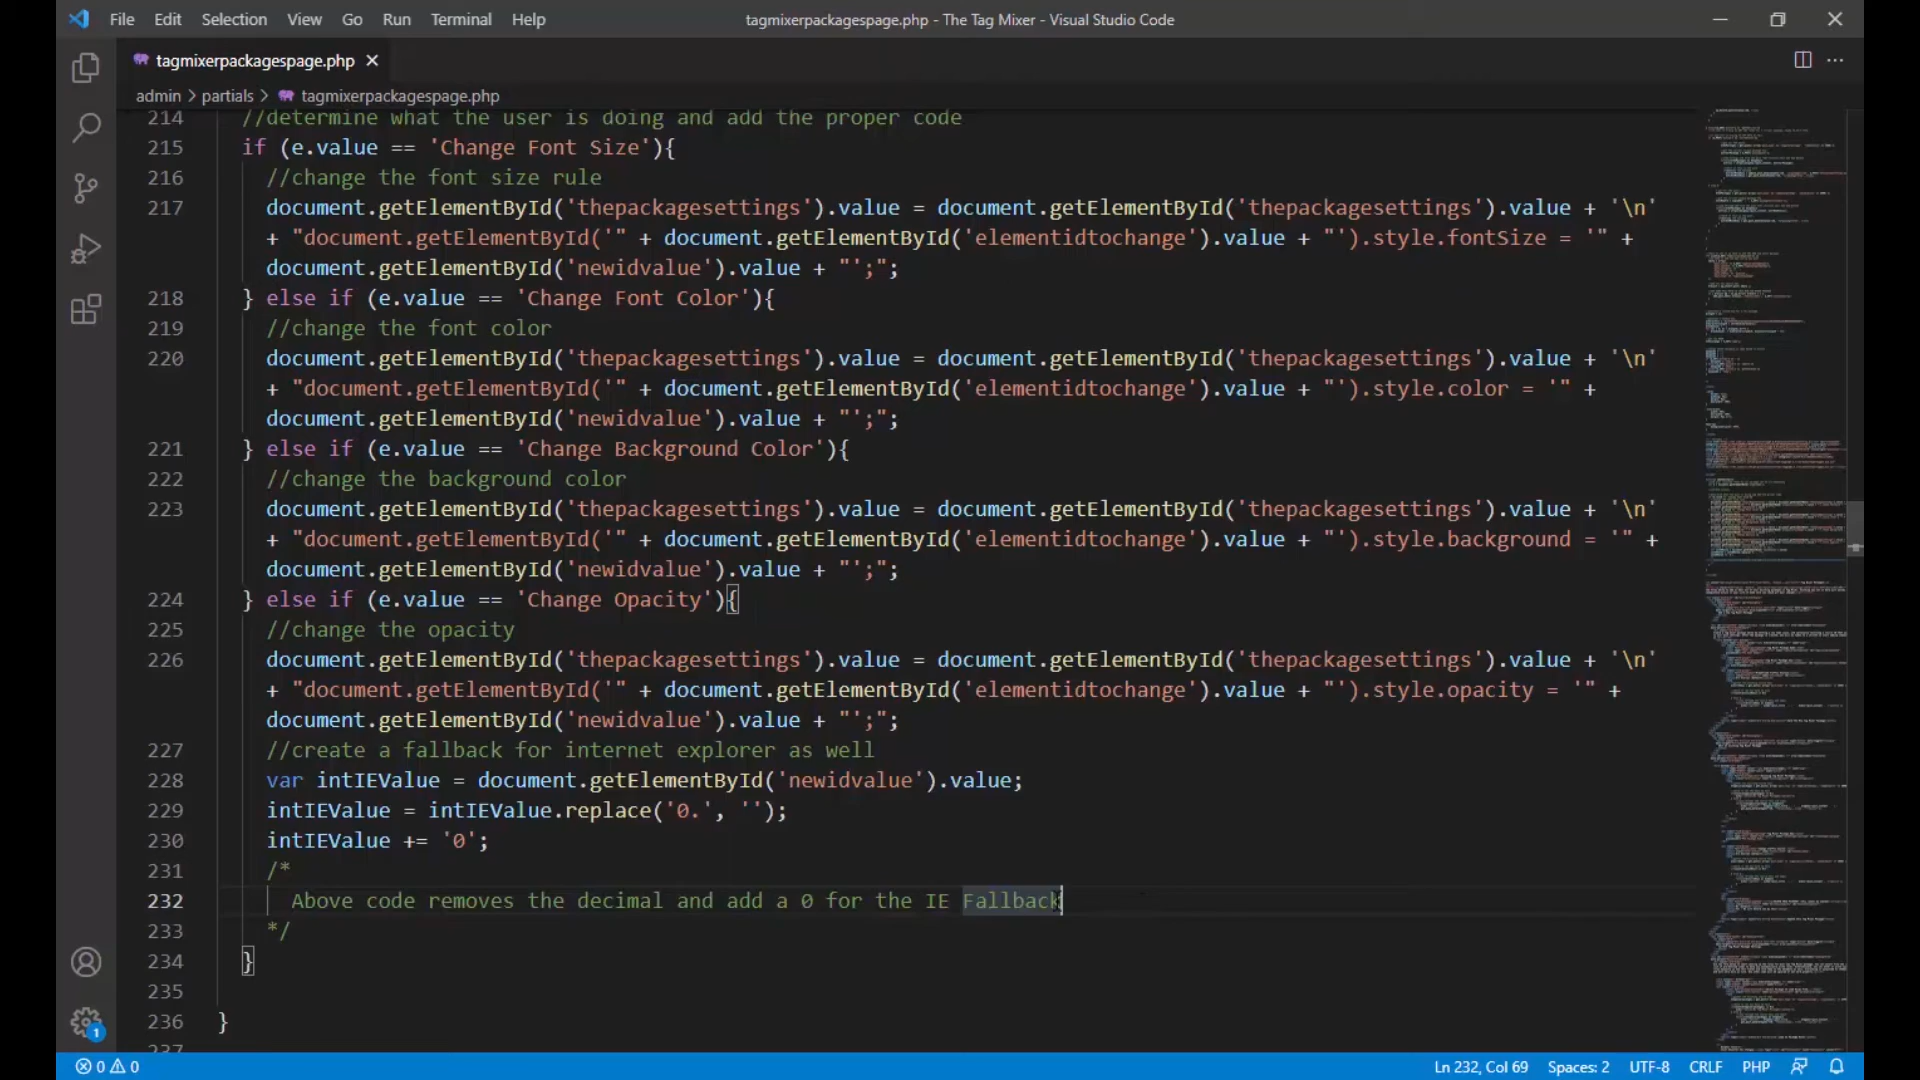 File Edit Selection View Go Run Terminal Help
tagmixerpackagespage.php - The Tag Mixer - Visual Studio Code
tagmixerpackagespage.php
admin > partials > tagmixerpackagespage.php
214 //determine what the user is doing and add the proper code
215 if (e.value == 'Change Font Size'){
216 //change the font size rule
217 document.getElementById('thepackagesettings').value = document.getElementById('thepackagesettings').value + '\n'
+ "document.getElementById('" + document.getElementById('elementidtochange').value + "').style.fontSize = '" +
document.getElementById('newidvalue').value + "';";
218 } else if (e.value == 'Change Font Color'){
219 //change the font color
220 document.getElementById('thepackagesettings').value = document.getElementById('thepackagesettings').value + '\n'
+ "document.getElementById('" + document.getElementById('elementidtochange').value + "').style.color = '" +
document.getElementById('newidvalue').value + "';";
221 } else if (e.value == 'Change Background Color'){
222 //change the background color
223 document.getElementById('thepackagesettings').value = document.getElementById('thepackagesettings').value + '\n'
+ "document.getElementById('" + document.getElementById('elementidtochange').value + "').style.background = '" +
document.getElementById('newidvalue').value + "';";
224 } else if (e.value == 'Change Opacity'){
225 //change the opacity
226 document.getElementById('thepackagesettings').value = document.getElementById('thepackagesettings').value + '\n'
+ "document.getElementById('" + document.getElementById('elementidtochange').value + "').style.opacity = '" +
document.getElementById('newidvalue').value + "';";
227 //create a fallback for internet explorer as well
228 var intIEValue = document.getElementById('newidvalue').value;
229 intIEValue = intIEValue.replace('0.', '');
230 intIEValue += '0';
231 /*
232 Above code removes the decimal and add a 0 for the IE Fallback
233 */
234 }
235
236 }
237
1
0 0 Ln 232, Col 69 Spaces: 2 UTF-8 CRLF PHP